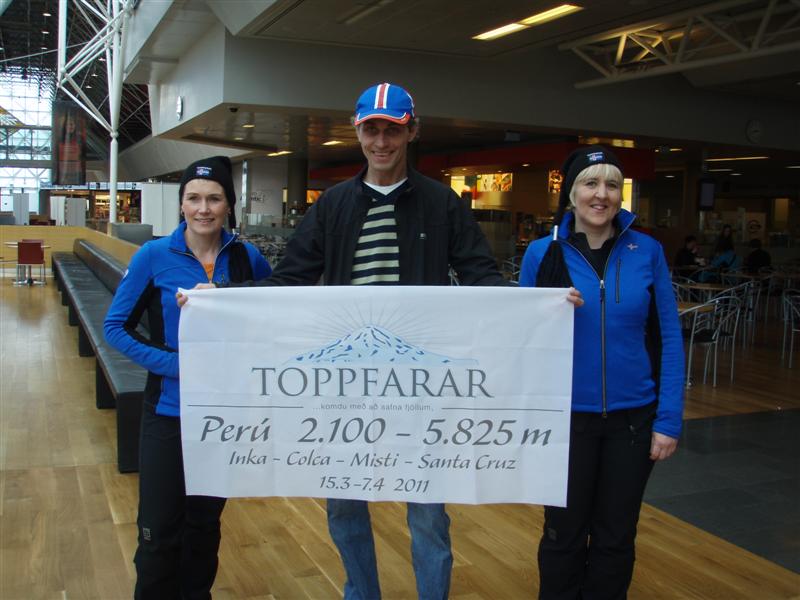 TOPPFARAR
...komdu með að safna fjöllum,
Perú 2.100 - 5.825 m
Inka - Colca - Misti - Santa Cruz
15.3 -7.4 2011